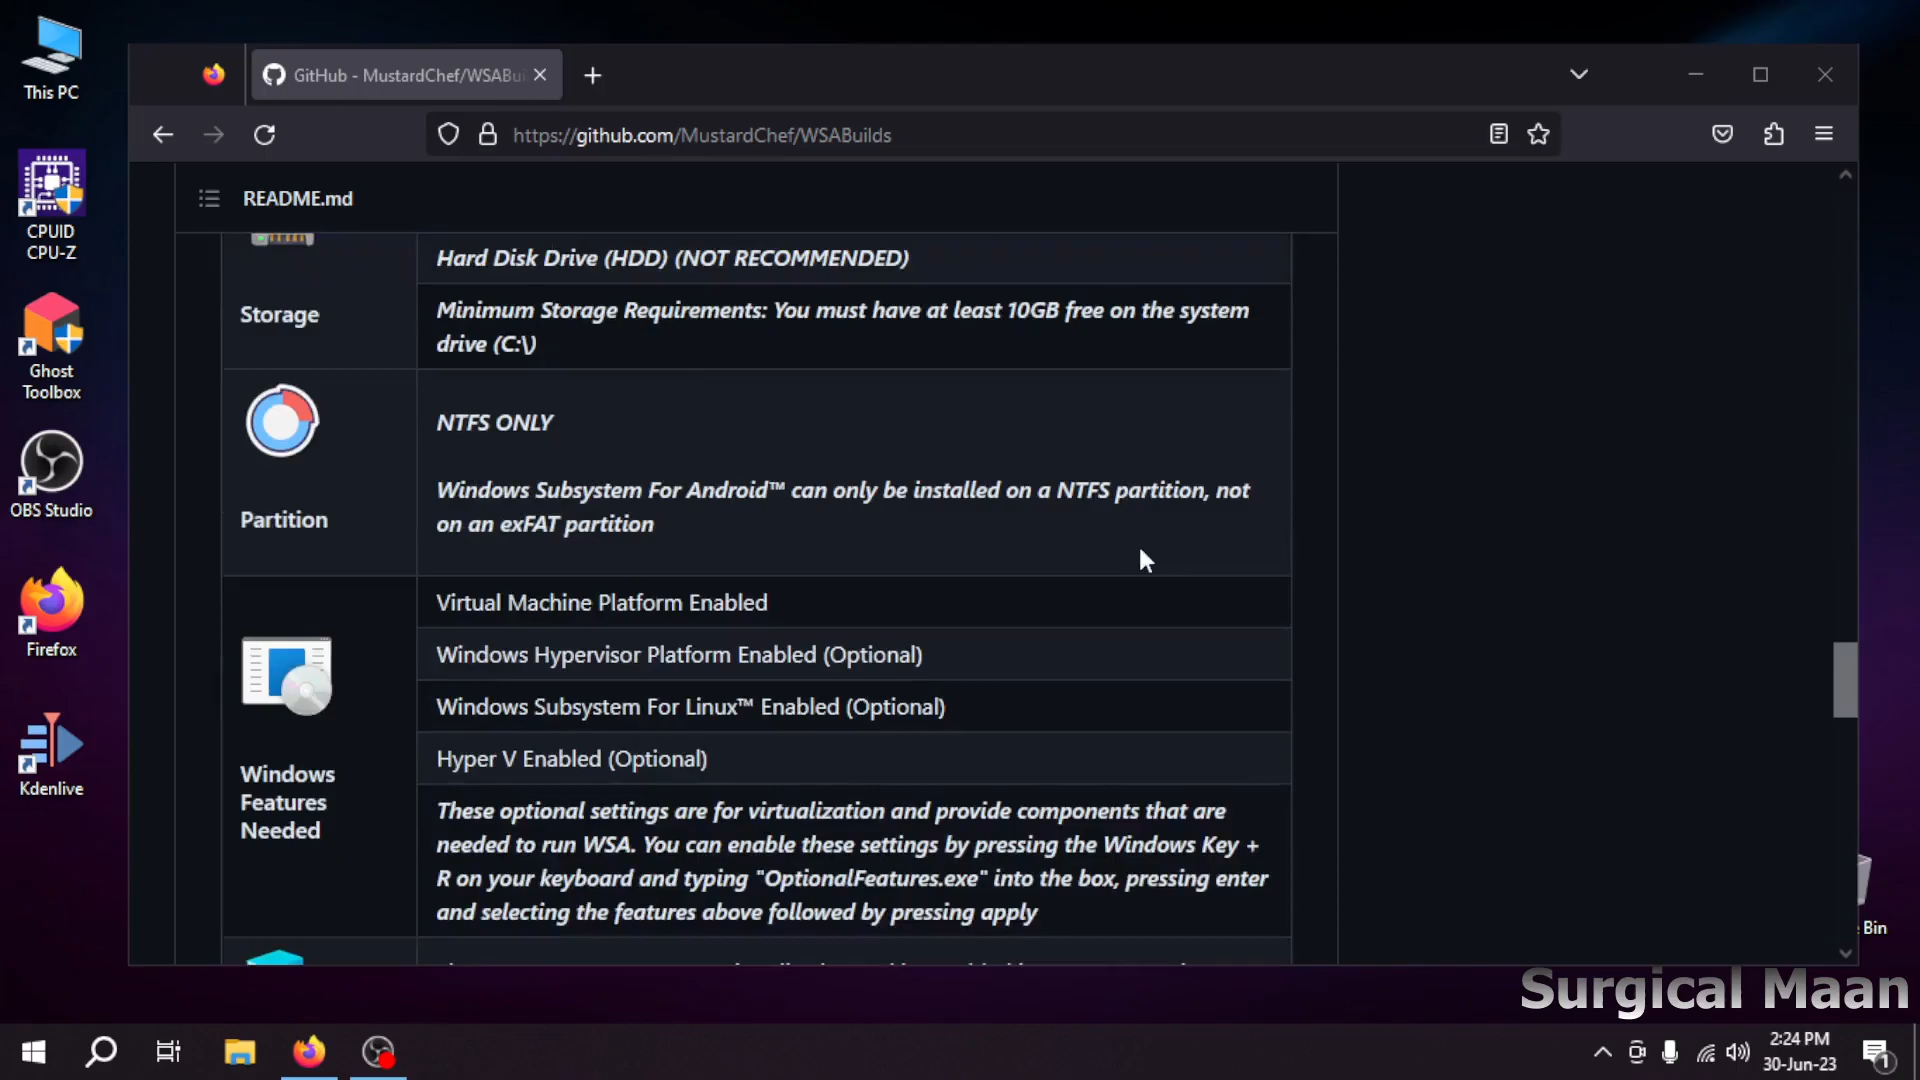 This PC
CPUID
CPU-Z
Ghost
Toolbox
OBS Studio
Firefox
Kdenlive
GitHub - MustardChef/WSABui
https://github.com/MustardChef/WSABuilds
README.md
Storage
Hard Disk Drive (HDD) (NOT RECOMMENDED)
Minimum Storage Requirements: You must have at least 10GB free on the system
drive (C:\)
Partition
NTFS ONLY
Windows Subsystem For Android™ can only be installed on a NTFS partition, not
on an exFAT partition
Windows
Features
Needed
Virtual Machine Platform Enabled
Windows Hypervisor Platform Enabled (Optional)
Windows Subsystem For Linux™ Enabled (Optional)
Hyper V Enabled (Optional)
These optional settings are for virtualization and provide components that are
needed to run WSA. You can enable these settings by pressing the Windows Key +
R on your keyboard and typing "OptionalFeatures.exe" into the box, pressing enter
and selecting the features above followed by pressing apply
Bin
Surgical Maan
2:24 PM
30-Jun-23
1